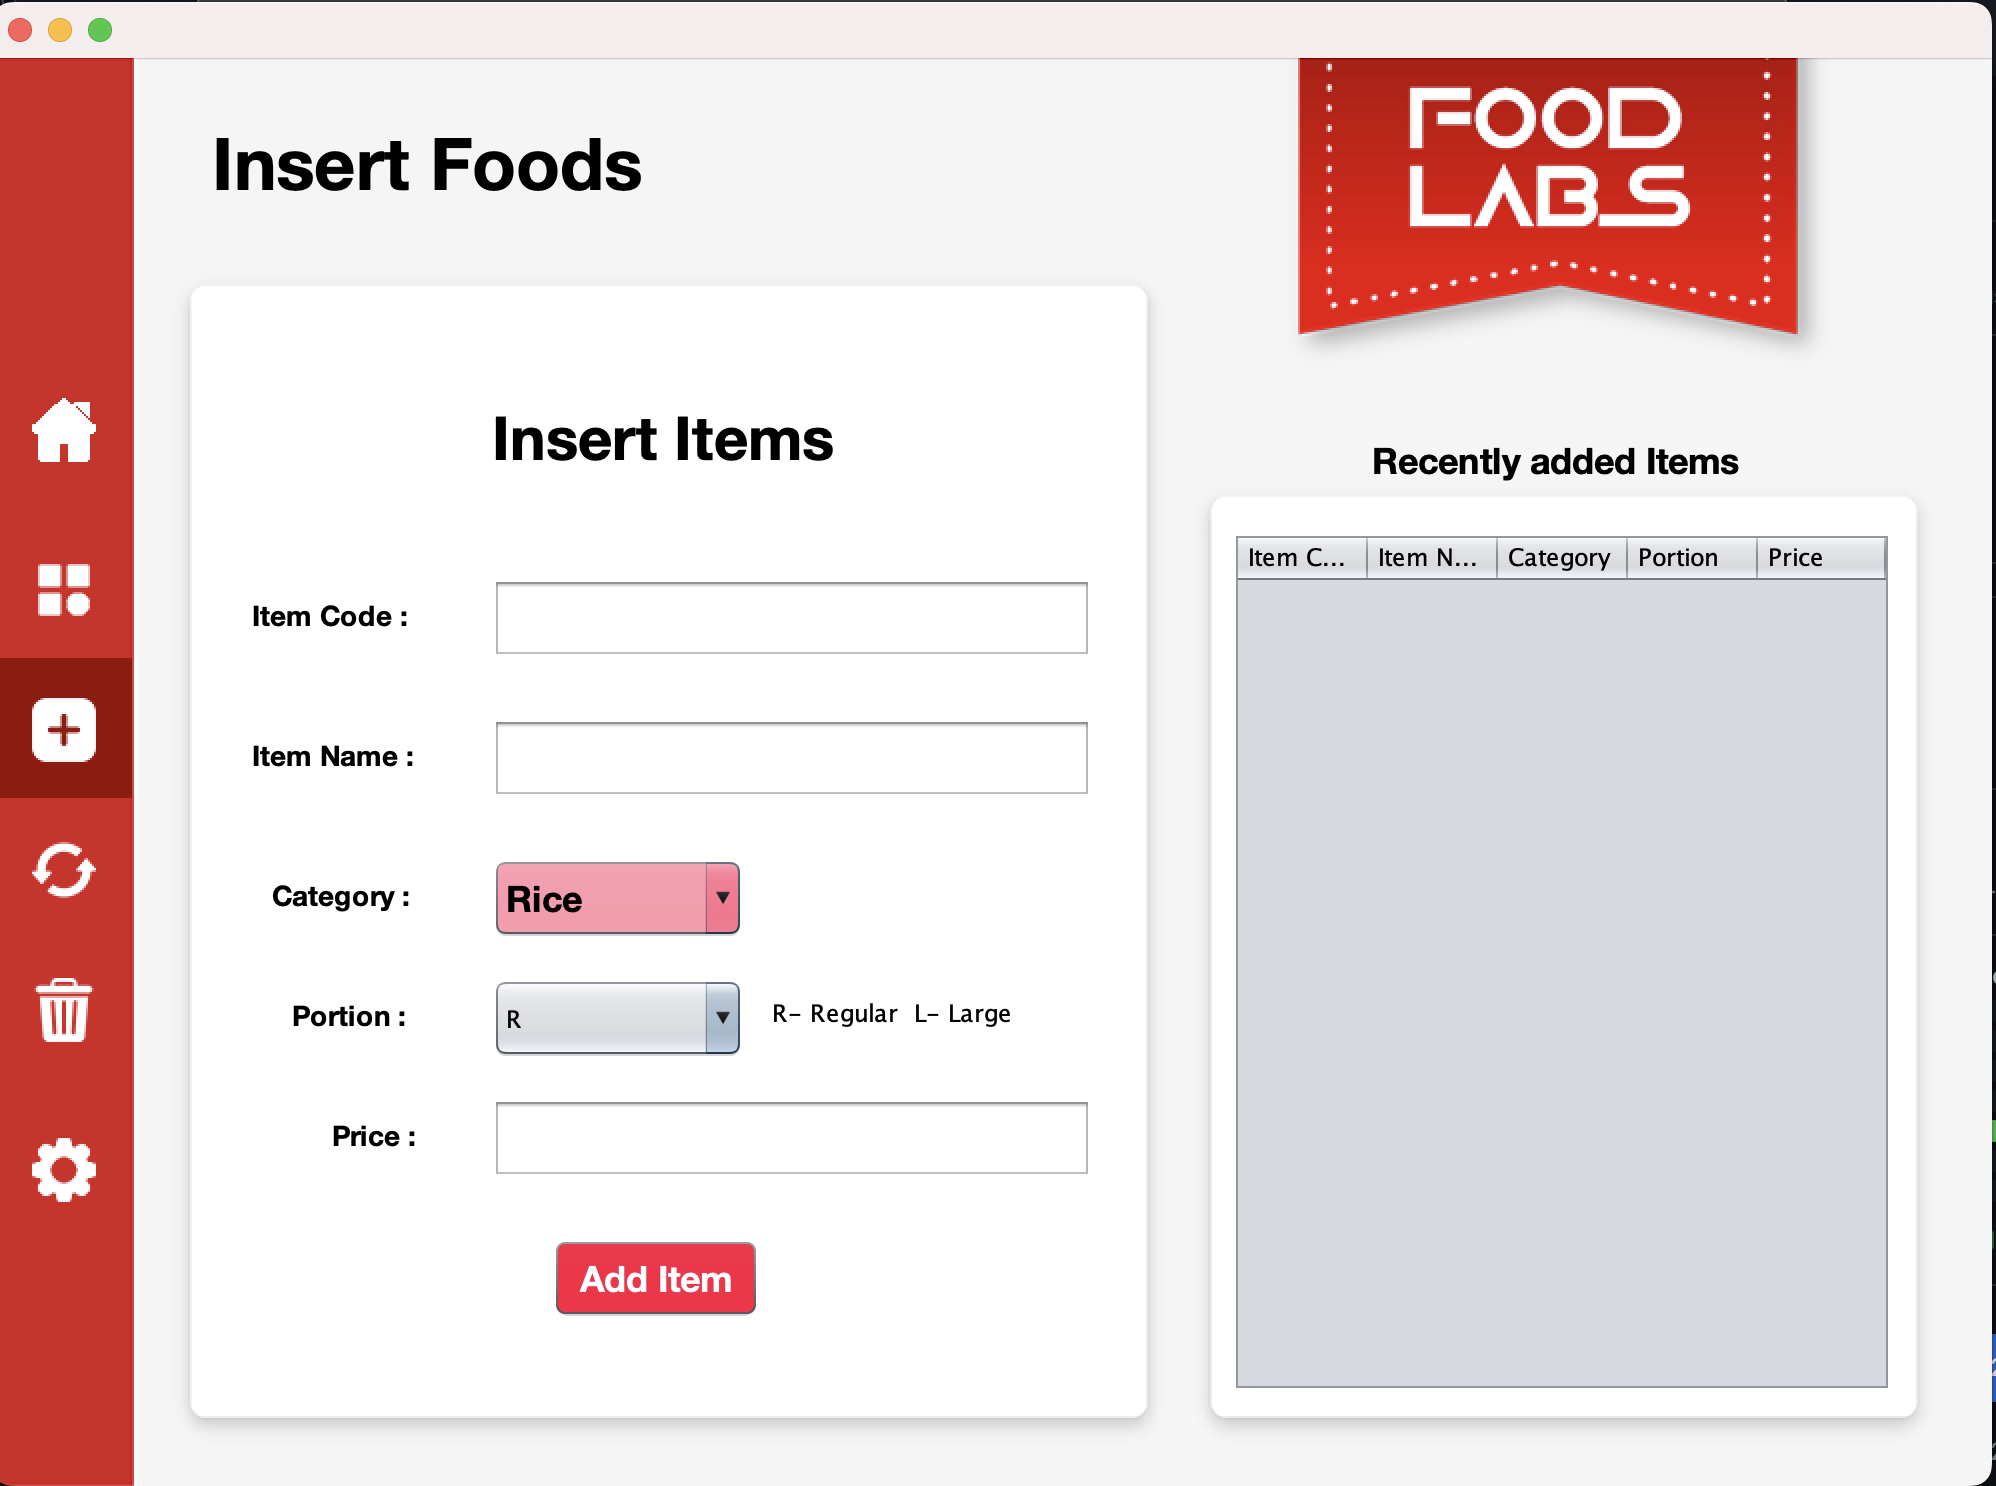 Insert Foods
FOOD
LABS
Insert Items
Item Code :
Item Name :
Category :
Rice
Portion :
R
R- Regular  L- Large
Price :
Add Item
Recently added Items
Item C...
Item N...
Category
Portion
Price